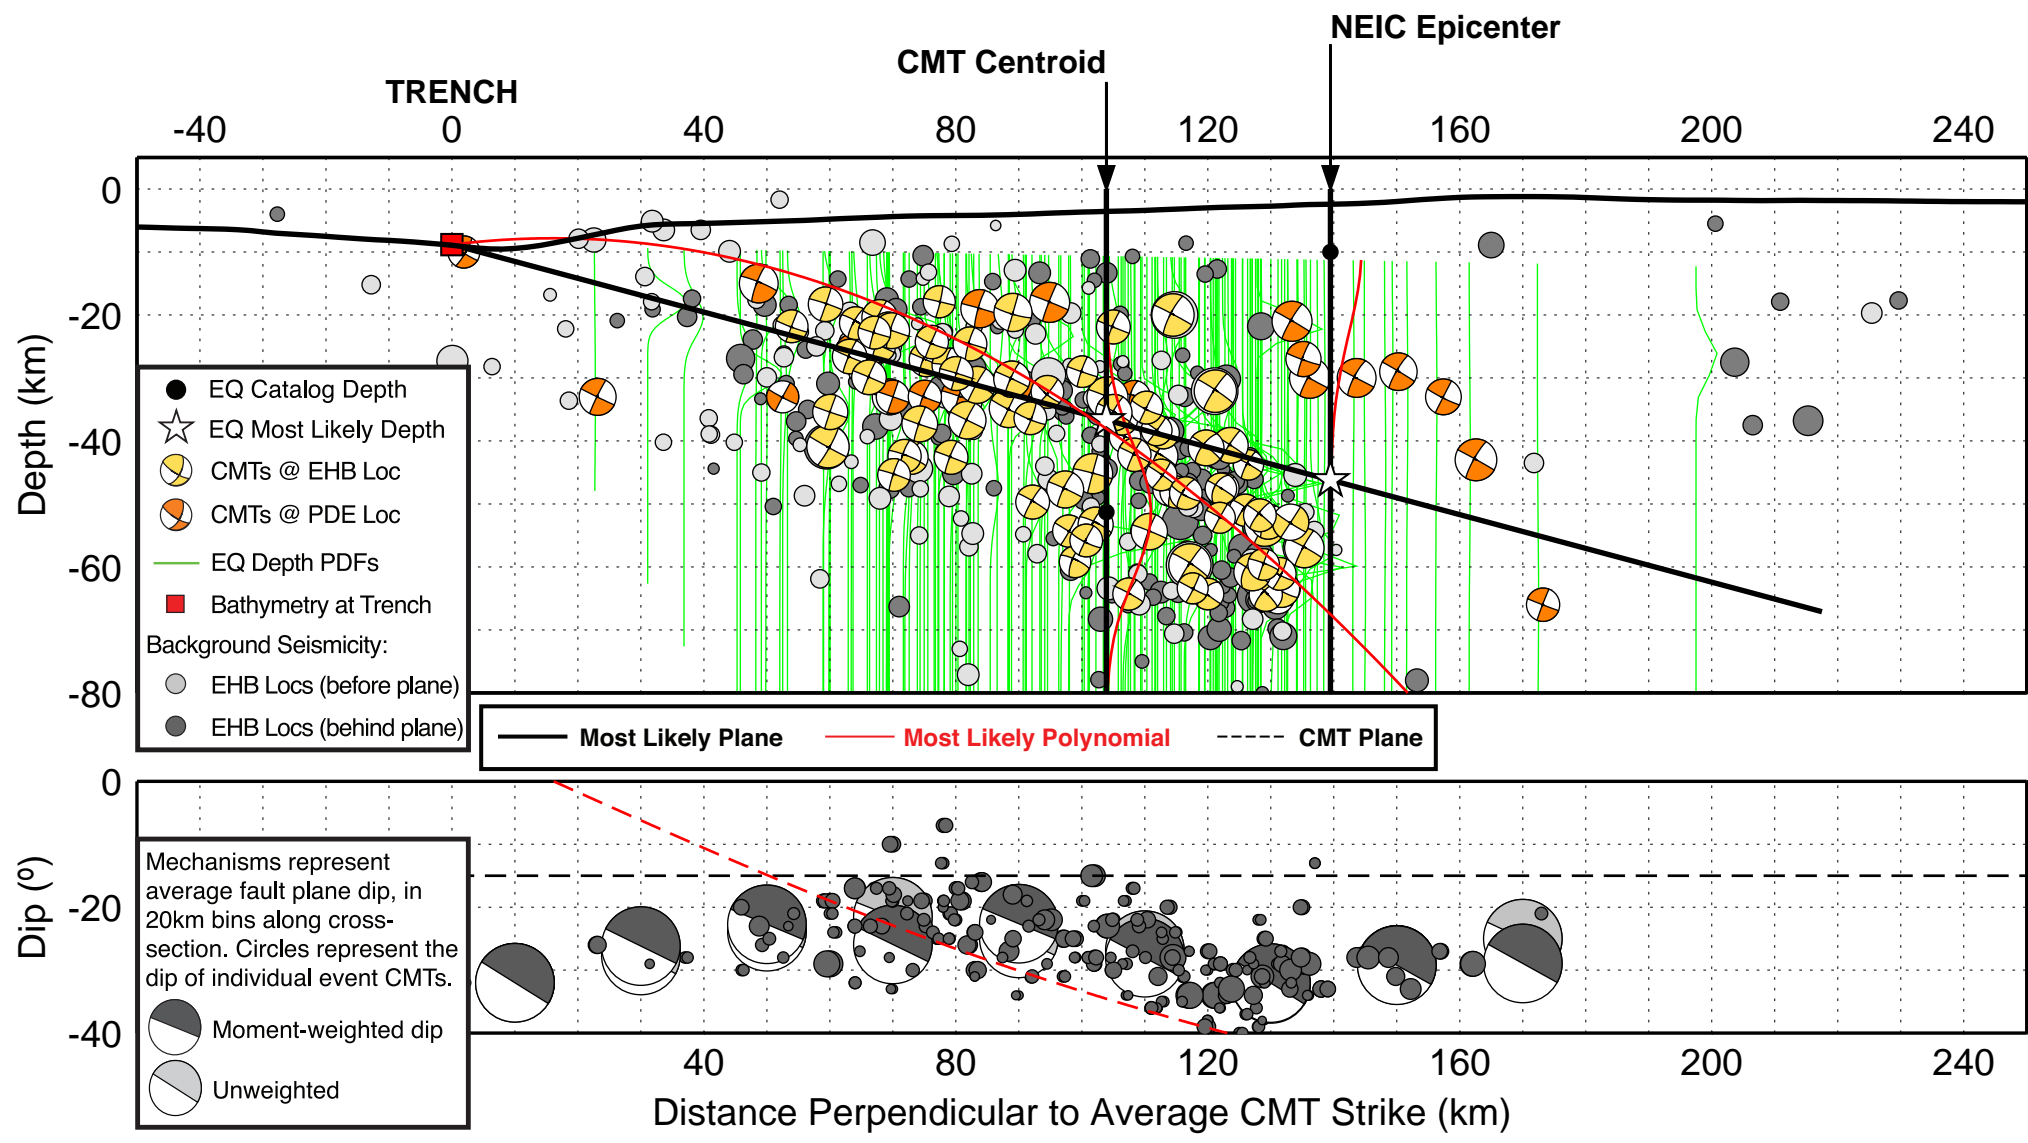 NEIC Epicenter
CMT Centroid
TRENCH
-40 0 40 80 120 160 200 240
0
-20
-40
-60
-80
Depth (km)
EQ Catalog Depth
EQ Most Likely Depth
CMTs @ EHB Loc
CMTs @ PDE Loc
EQ Depth PDFs
Bathymetry at Trench
Background Seismicity:
EHB Locs (before plane)
EHB Locs (behind plane)
Most Likely Plane Most Likely Polynomial CMT Plane
0
-20
-40
Dip (º)
Mechanisms represent
average fault plane dip, in
20km bins along cross-
section. Circles represent the
dip of individual event CMTs.
Moment-weighted dip
Unweighted
40 80 120 160 200 240
Distance Perpendicular to Average CMT Strike (km)